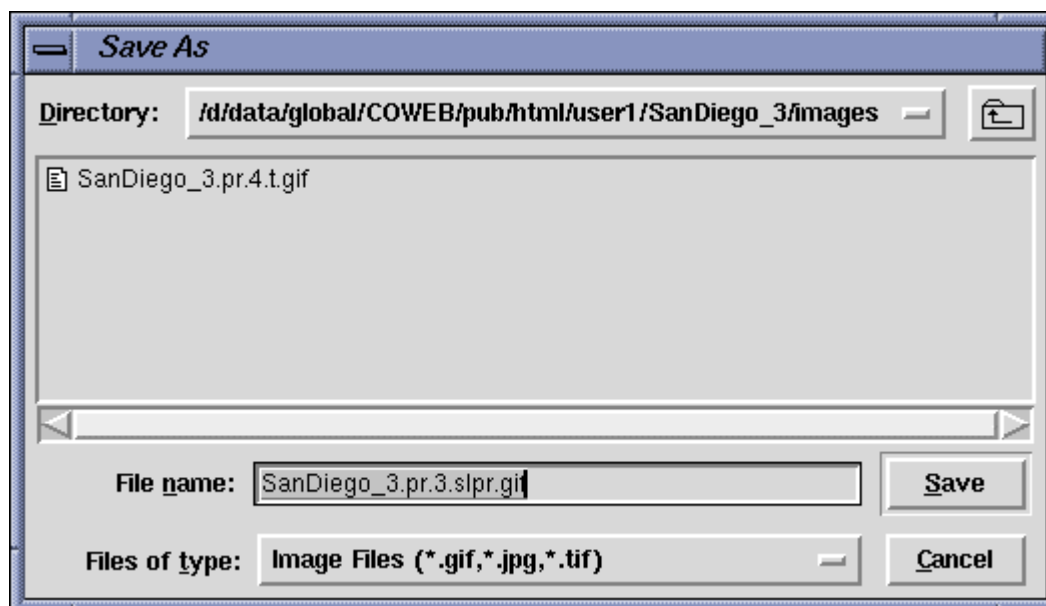 Save As
Directory: /d/data/global/COWEB/pub/html/user1/SanDiego_3/images
SanDiego_3.pr.4.t.gif
File name: SanDiego_3.pr.3.slpr.gif Save
Files of type: Image Files (*.gif,*.jpg,*.tif) Cancel